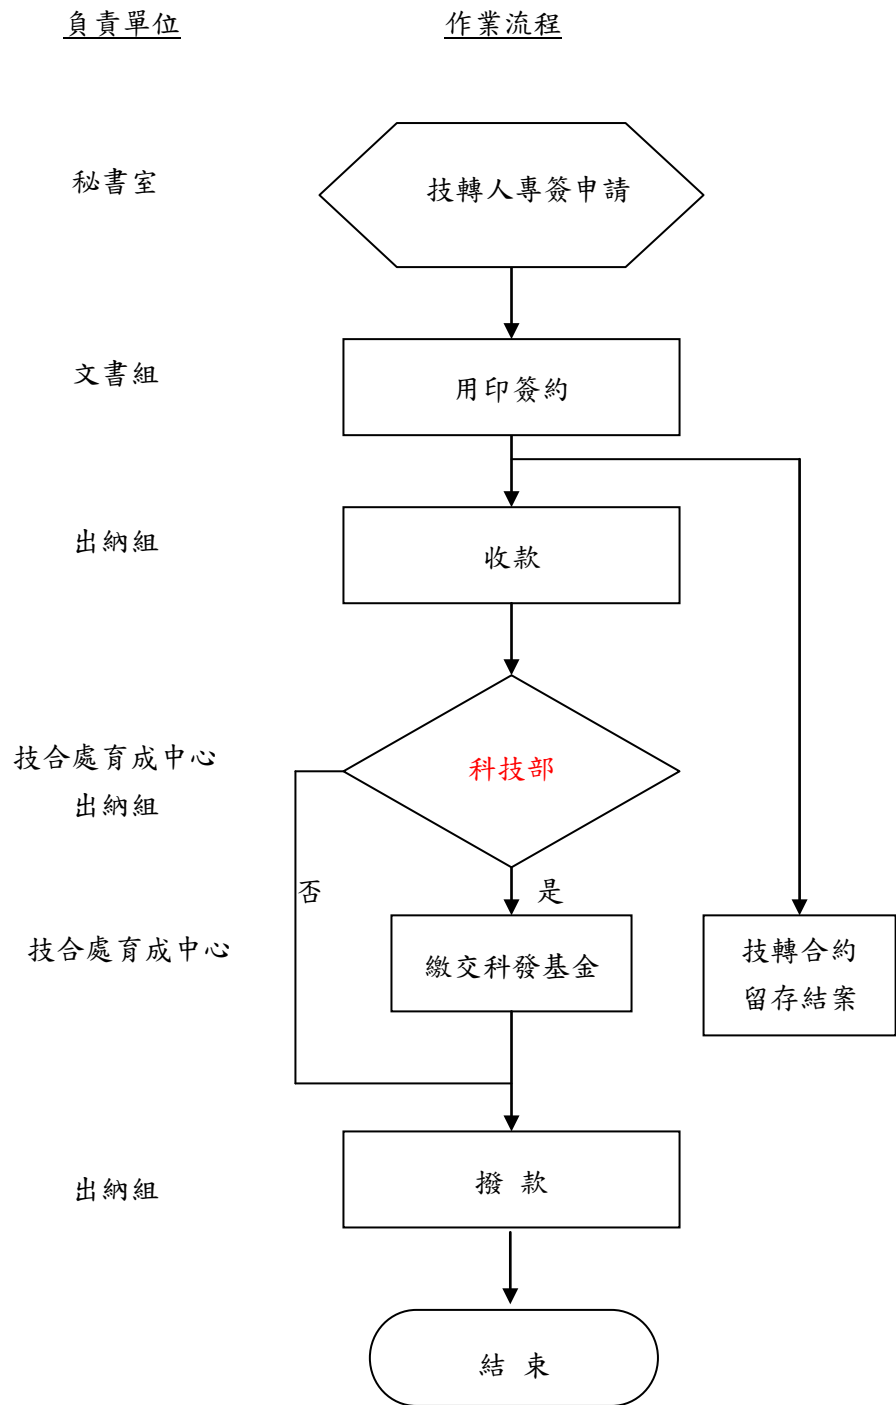 負責單位 作業流程
秘書室 技轉人專簽申請
文書組 用印簽約
出納組 收款
技合處育成中心
出納組
科技部
否 是
技合處育成中心 繳交科發基金
技轉合約
留存結案
出納組 撥 款
結 束